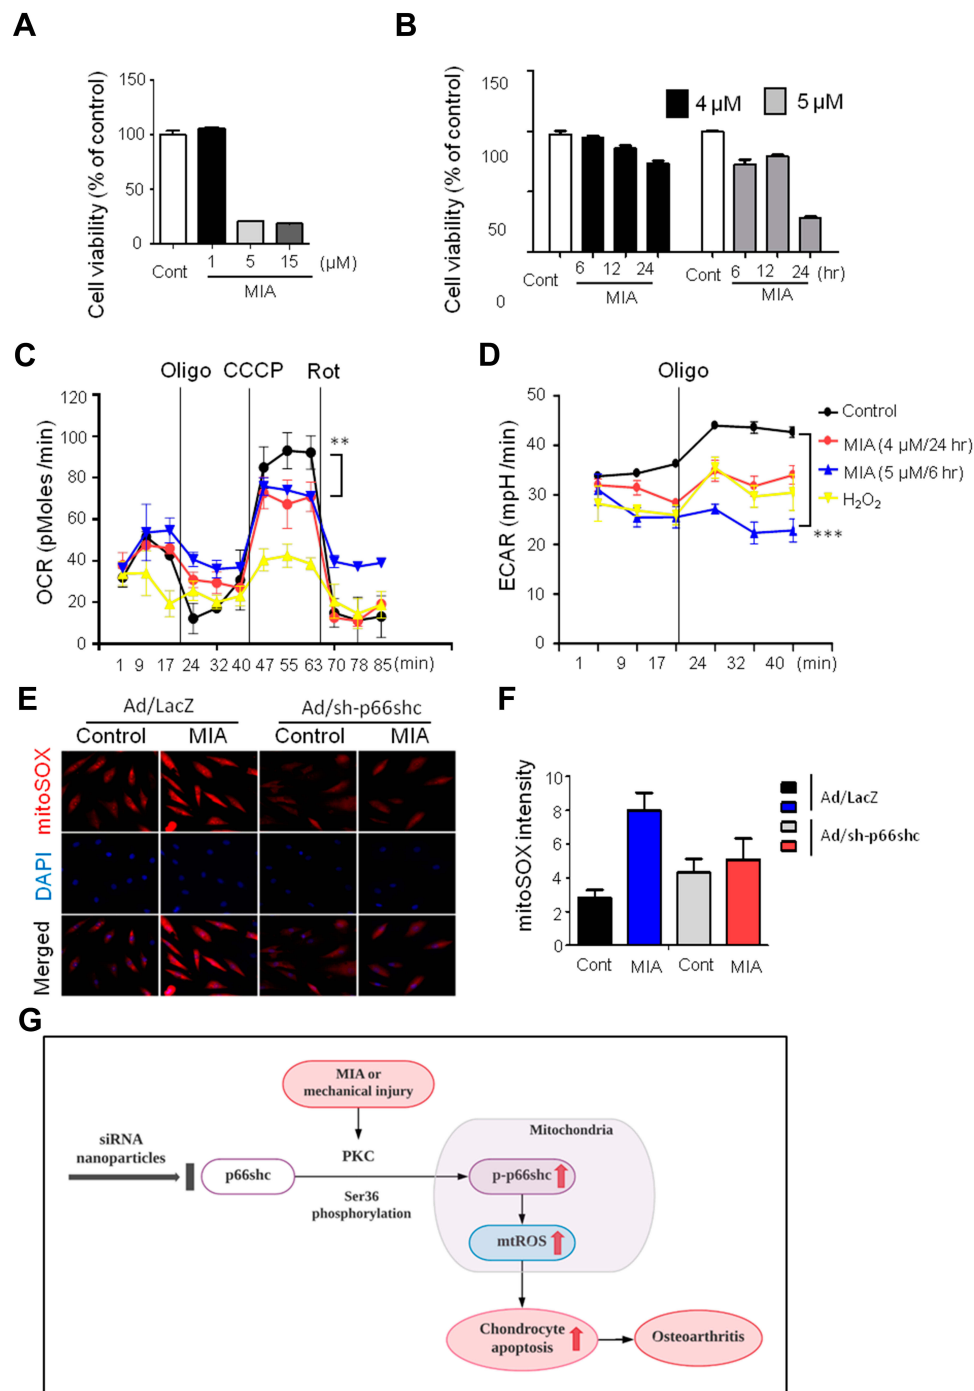 A
Cell viability (% of control)
150
100
50
0
Cont
1
5
15
(μM)
MIA
B
Cell viability (% of control)
150
100
50
0
4 μM
5 μM
Cont
6
12
24
MIA
Cont
6
12
24
(hr)
MIA
C
Oligo
CCCP
Rot
OCR (pMoles /min)
120
100
80
60
40
20
0
**
1 9 17 24 32 40 47 55 63 70 78 85 (min)
D
Oligo
ECAR (mpH /min)
50
40
30
20
10
0
Control
MIA (4 μM/24 hr)
MIA (5 μM/6 hr)
H₂O₂
***
1 9 17 24 32 40 (min)
E
Ad/LacZ
Ad/sh-p66shc
Control
MIA
Control
MIA
mitoSOX
DAPI
Merged
F
mitoSOX intensity
10
8
6
4
2
0
Cont
MIA
Cont
MIA
Ad/LacZ
Ad/sh-p66shc
G
MIA or
mechanical injury
siRNA
nanoparticles
p66shc
PKC
Ser36
phosphorylation
Mitochondria
p-p66shc
mtROS
Chondrocyte
apoptosis
Osteoarthritis